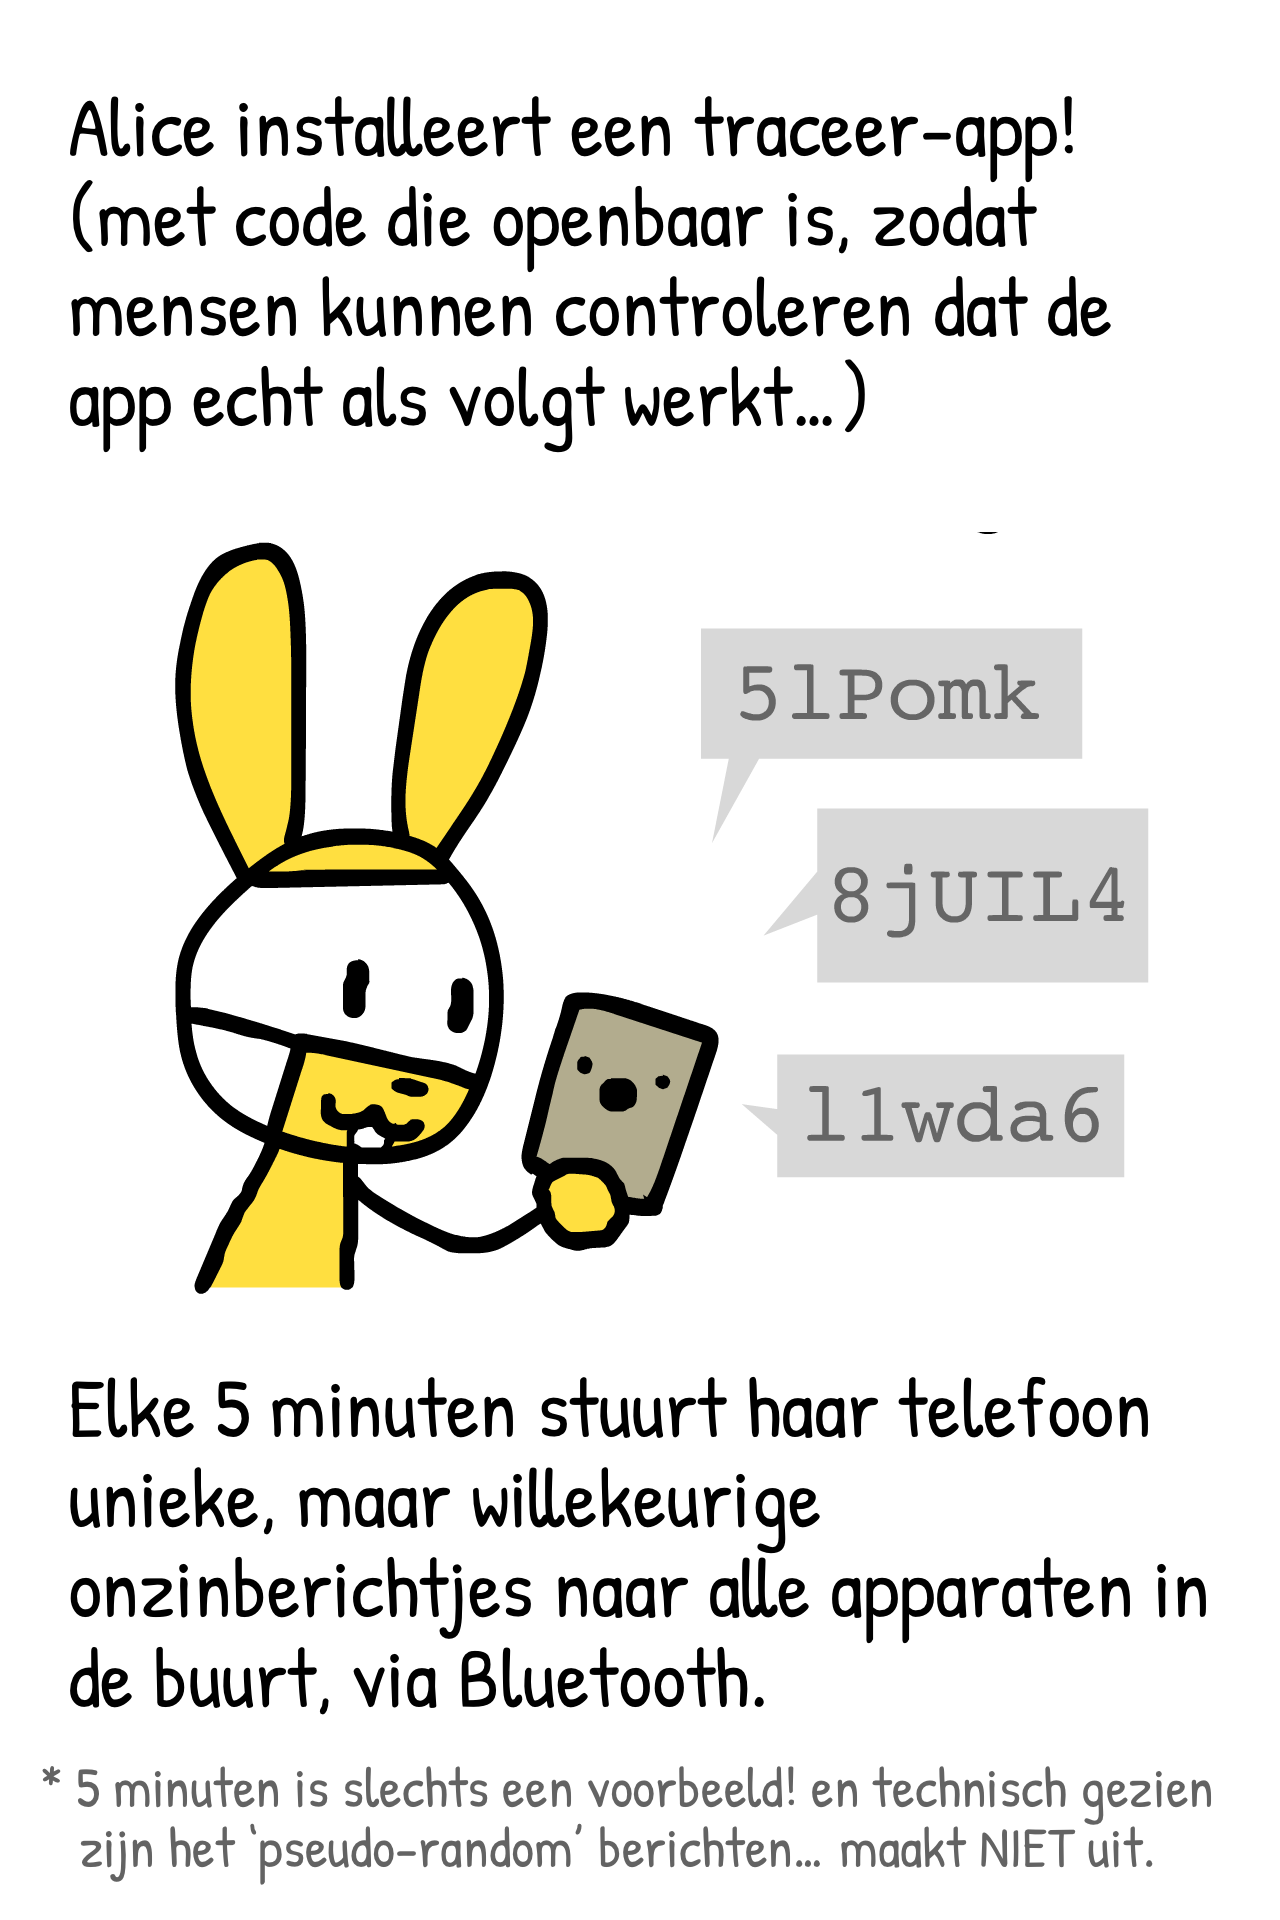 Alice installeert een traceer-app!
(met code die openbaar is, zodat
mensen kunnen controleren dat de
app echt als volgt werkt...)
5lPomk
8jUIL4
l1wda6
Elke 5 minuten stuurt haar telefoon
unieke, maar willekeurige
onzinberichtjes naar alle apparaten in
de buurt, via Bluetooth.
* 5 minuten is slechts een voorbeeld! en technisch gezien
zijn het ‘pseudo-random’ berichten... maakt NIET uit.